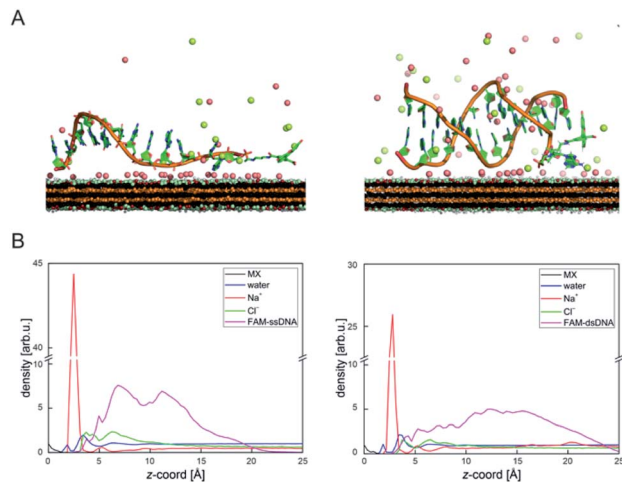 A
B
45
40
10
5
0
density [arb.u.]
MX
water
Na⁺
Cl⁻
FAM-ssDNA
0 5 10 15 20 25
z-coord [Å]
30
25
10
5
0
density [arb.u.]
MX
water
Na⁺
Cl⁻
FAM-dsDNA
0 5 10 15 20 25
z-coord [Å]